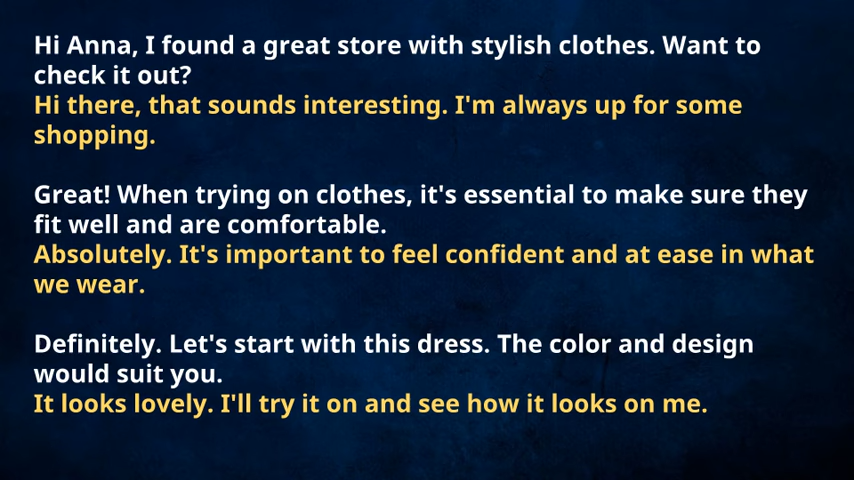 Hi Anna, I found a great store with stylish clothes. Want to
check it out?
Hi there, that sounds interesting. I'm always up for some
shopping.
Great! When trying on clothes, it's essential to make sure they
fit well and are comfortable.
Absolutely. It's important to feel confident and at ease in what
we wear.
Definitely. Let's start with this dress. The color and design
would suit you.
It looks lovely. I'll try it on and see how it looks on me.